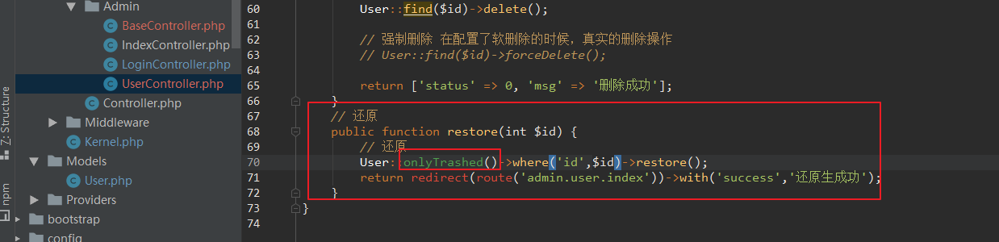 Admin
BaseController.php
IndexController.php
LoginController.php
UserController.php
Controller.php
Middleware
Kernel.php
Models
User.php
Providers
bootstrap
config
Z: Structure
npm
60 User::find($id)->delete();
61
62 // 强制删除 在配置了软删除的时候，真实的删除操作
63 // User::find($id)->forceDelete();
64
65 return ['status' => 0, 'msg' => '删除成功'];
66 }
67 // 还原
68 public function restore(int $id) {
69 // 还原
70 User::onlyTrashed()->where('id',$id)->restore();
71 return redirect(route('admin.user.index'))->with('success','还原生成功');
72 }
73 }
74